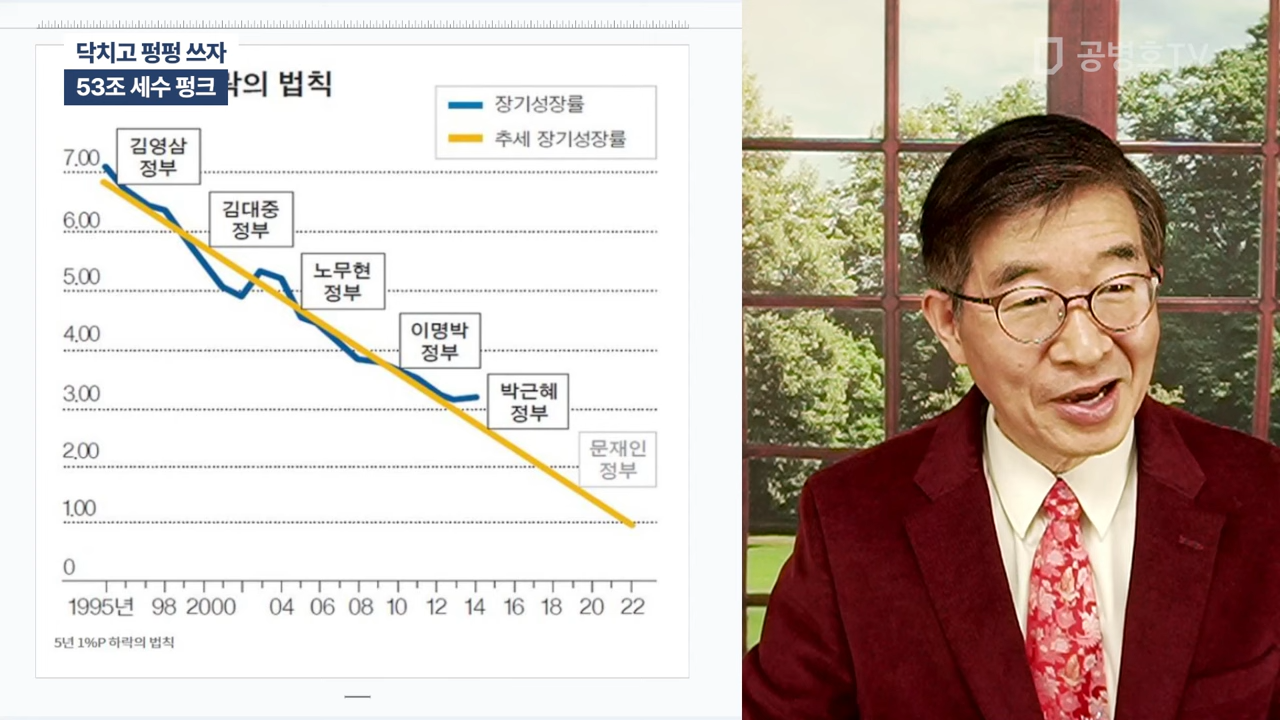 닥치고 펑펑 쓰자
53조 세수 펑크
락의 법칙
공병호TV
장기성장률
추세 장기성장률
김영삼
정부
7.00
김대중
정부
6.00
노무현
정부
5.00
이명박
정부
4.00
박근혜
정부
3.00
문재인
정부
2.00
1.00
0
1995년 98 2000 04 06 08 10 12 14 16 18 20 22
5년 1%P 하락의 법칙